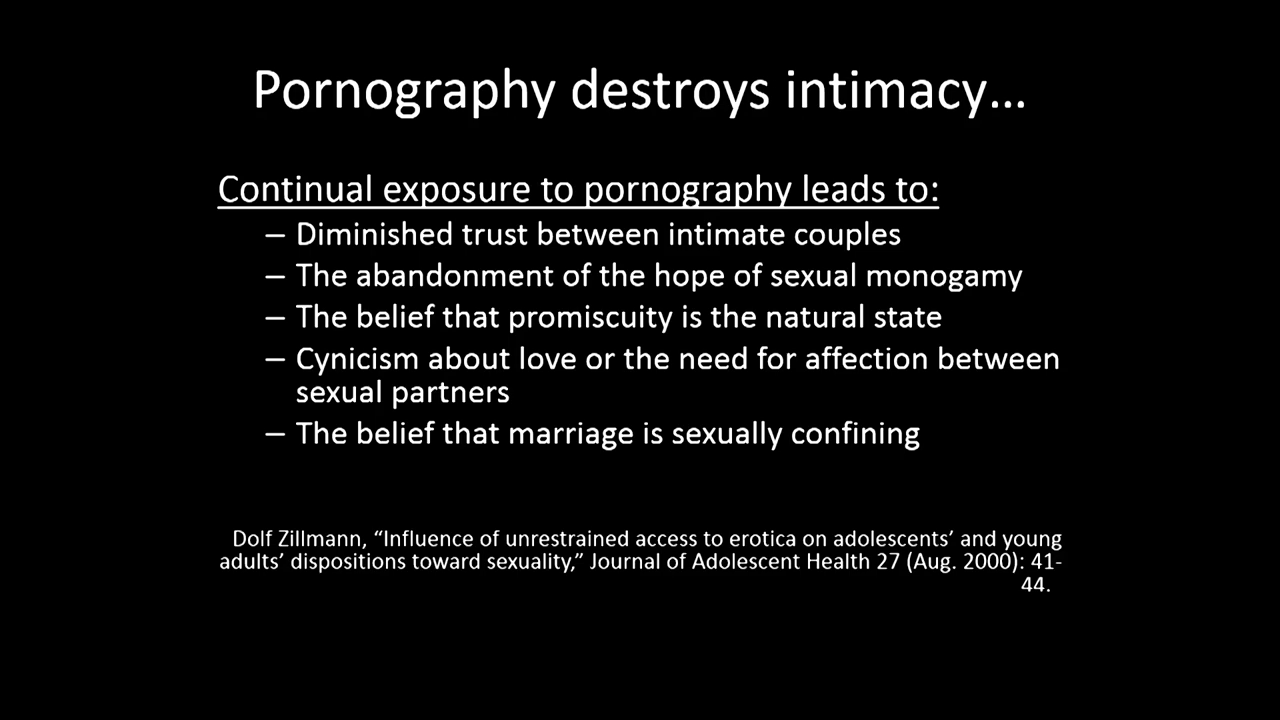 Pornography destroys intimacy…
Continual exposure to pornography leads to:
– Diminished trust between intimate couples
– The abandonment of the hope of sexual monogamy
– The belief that promiscuity is the natural state
– Cynicism about love or the need for affection between
sexual partners
– The belief that marriage is sexually confining
Dolf Zillmann, “Influence of unrestrained access to erotica on adolescents’ and young
adults’ dispositions toward sexuality,” Journal of Adolescent Health 27 (Aug. 2000): 41-
44.